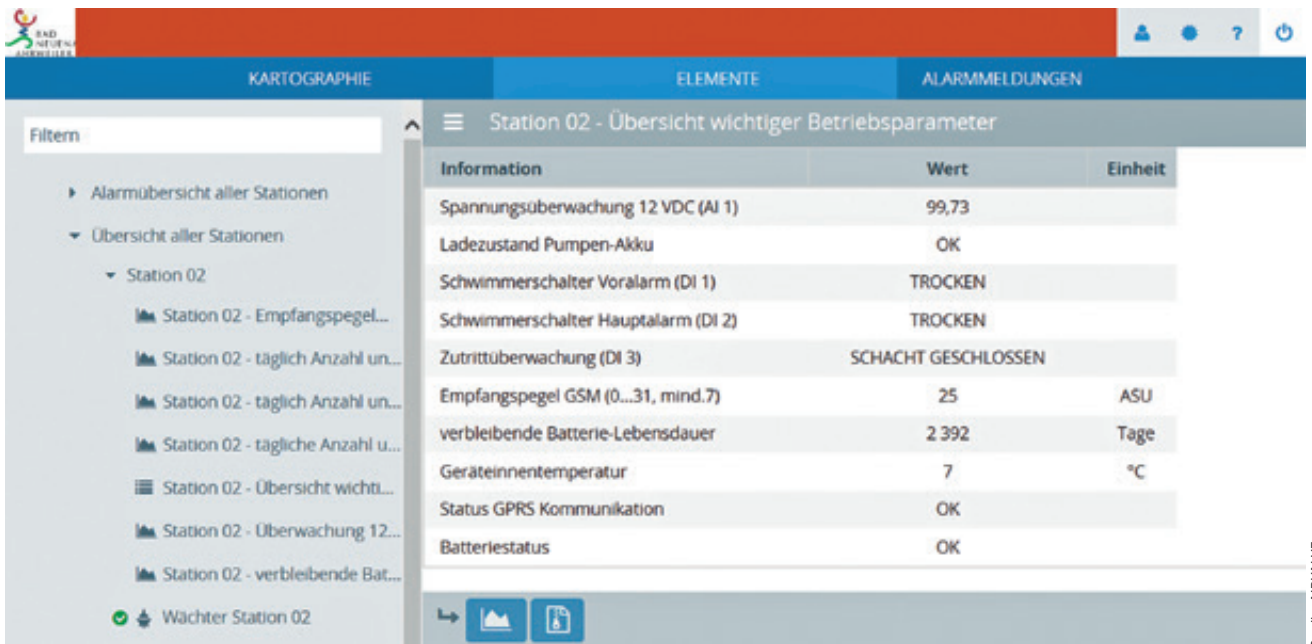 BAD
KARTOGRAPHIE
ELEMENTE
ALARMMELDUNGEN
Filtern
Alarmübersicht aller Stationen
Übersicht aller Stationen
Station 02
Station 02 - Empfangspegel...
Station 02 - täglich Anzahl un...
Station 02 - täglich Anzahl un...
Station 02 - tägliche Anzahl u...
Station 02 - Übersicht wichti...
Station 02 - Überwachung 12...
Station 02 - verbleibende Bat...
Wächter Station 02
Station 02 - Übersicht wichtiger Betriebsparameter
Information Wert Einheit
Spannungsüberwachung 12 VDC (AI 1) 99,73
Ladezustand Pumpen-Akku OK
Schwimmerschalter Voralarm (DI 1) TROCKEN
Schwimmerschalter Hauptalarm (DI 2) TROCKEN
Zutrittüberwachung (DI 3) SCHACHT GESCHLOSSEN
Empfangspegel GSM (0...31, mind.7) 25 ASU
verbleibende Batterie-Lebensdauer 2 392 Tage
Geräteinnentemperatur 7 °C
Status GPRS Kommunikation OK
Batteriestatus OK